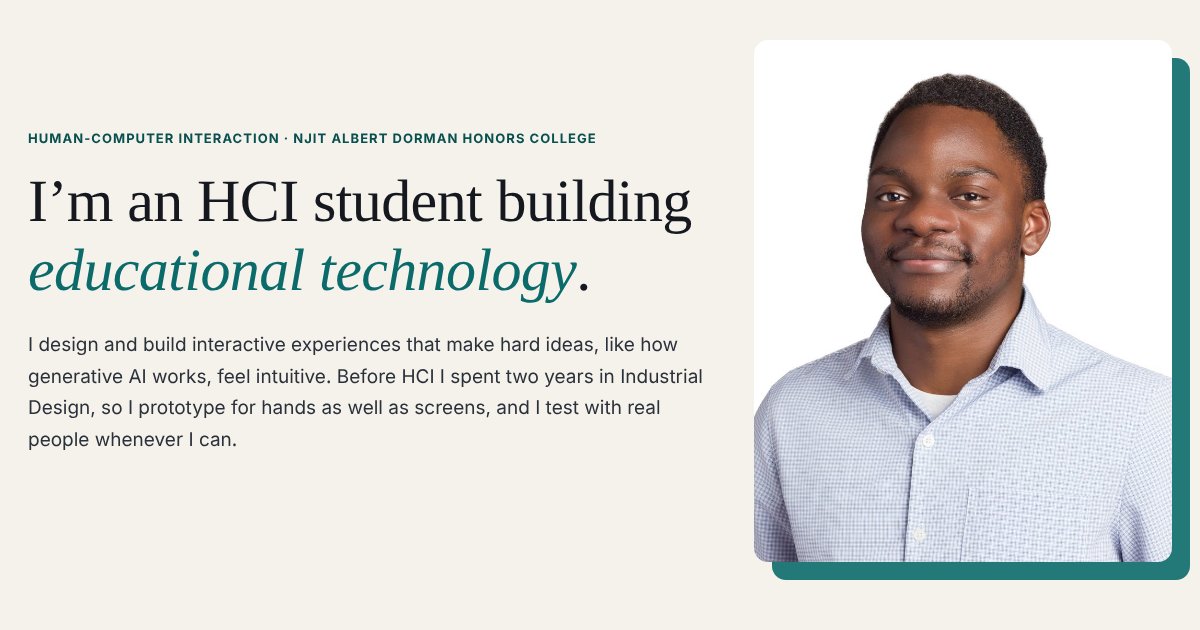 HUMAN-COMPUTER INTERACTION · NJIT ALBERT DORMAN HONORS COLLEGE
I’m an HCI student building
educational technology.
I design and build interactive experiences that make hard ideas, like how
generative AI works, feel intuitive. Before HCI I spent two years in Industrial
Design, so I prototype for hands as well as screens, and I test with real
people whenever I can.